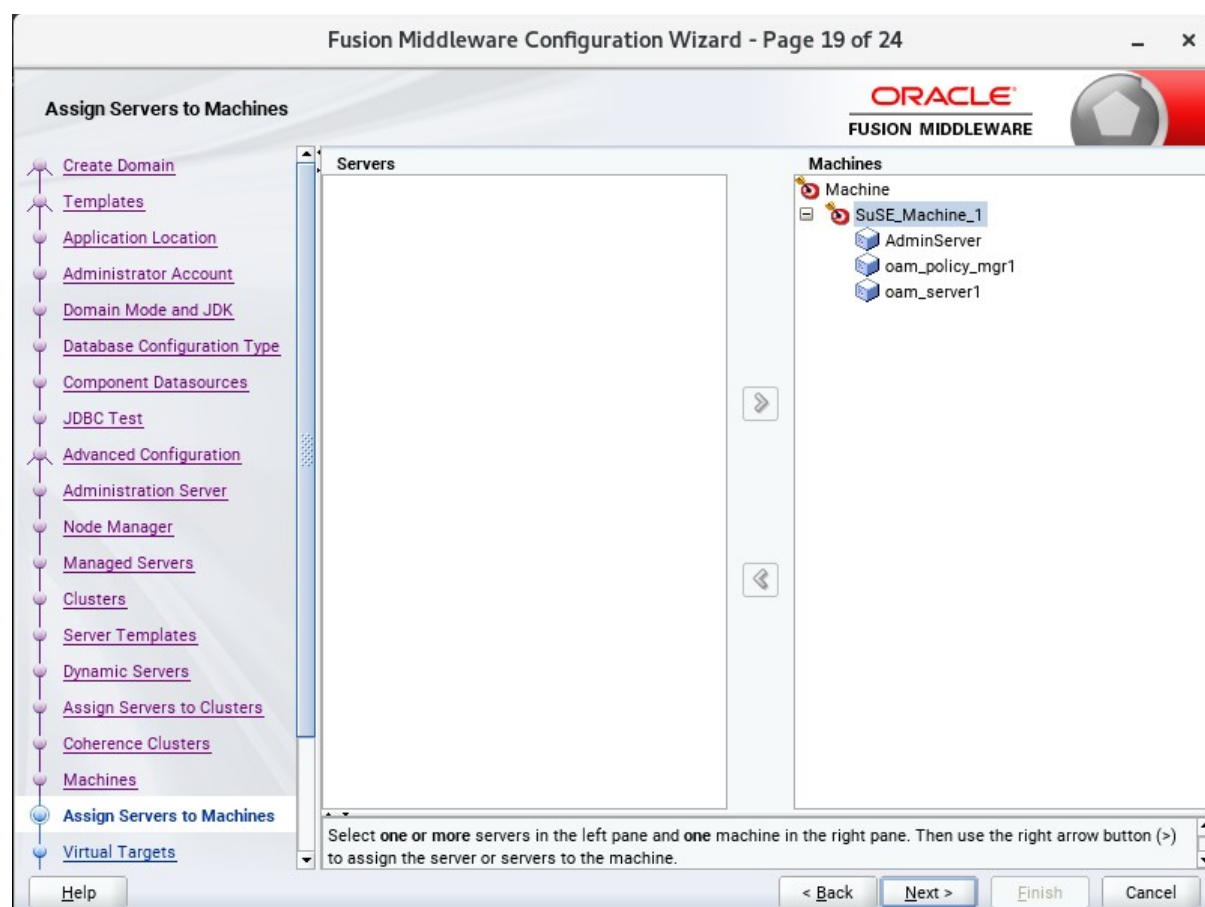 Fusion Middleware Configuration Wizard - Page 19 of 24
Assign Servers to Machines
ORACLE
FUSION MIDDLEWARE
Create Domain
Templates
Application Location
Administrator Account
Domain Mode and JDK
Database Configuration Type
Component Datasources
JDBC Test
Advanced Configuration
Administration Server
Node Manager
Managed Servers
Clusters
Server Templates
Dynamic Servers
Assign Servers to Clusters
Coherence Clusters
Machines
Assign Servers to Machines
Virtual Targets
Servers
Machines
Machine
SuSE_Machine_1
AdminServer
oam_policy_mgr1
oam_server1
Select one or more servers in the left pane and one machine in the right pane. Then use the right arrow button (>)
to assign the server or servers to the machine.
Help
< Back
Next >
Finish
Cancel